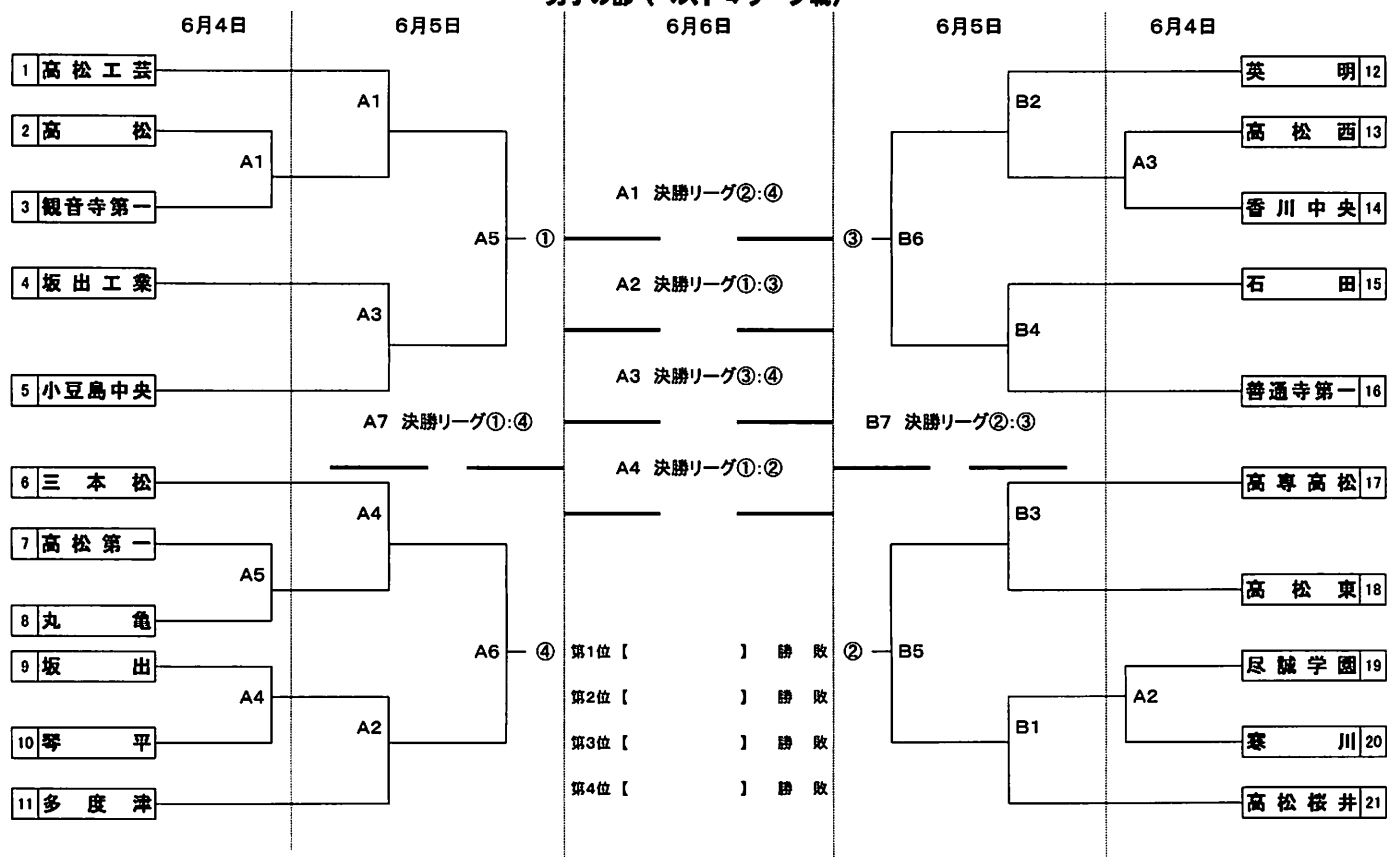 6月4日 6月5日 6月6日 6月5日 6月4日
1 高松工芸
2 高松
3 観音寺第一
4 坂出工業
5 小豆島中央
6 三本松
7 高松第一
8 丸亀
9 坂出
10 琴平
11 多度津
A1
A5
A4
A1
A3
A4
A2
A5 ①
A6 ④
A7 決勝リーグ①:④
A1 決勝リーグ②:④
A2 決勝リーグ①:③
A3 決勝リーグ③:④
A4 決勝リーグ①:②
第1位【 】 勝 敗
第2位【 】 勝 敗
第3位【 】 勝 敗
第4位【 】 勝 敗
B7 決勝リーグ②:③
③ B6
② B5
B2
B4
B3
B1
A3
A2
英明 12
高松西 13
香川中央 14
石田 15
善通寺第一 16
高専高松 17
高松東 18
尽誠学園 19
寒川 20
高松桜井 21